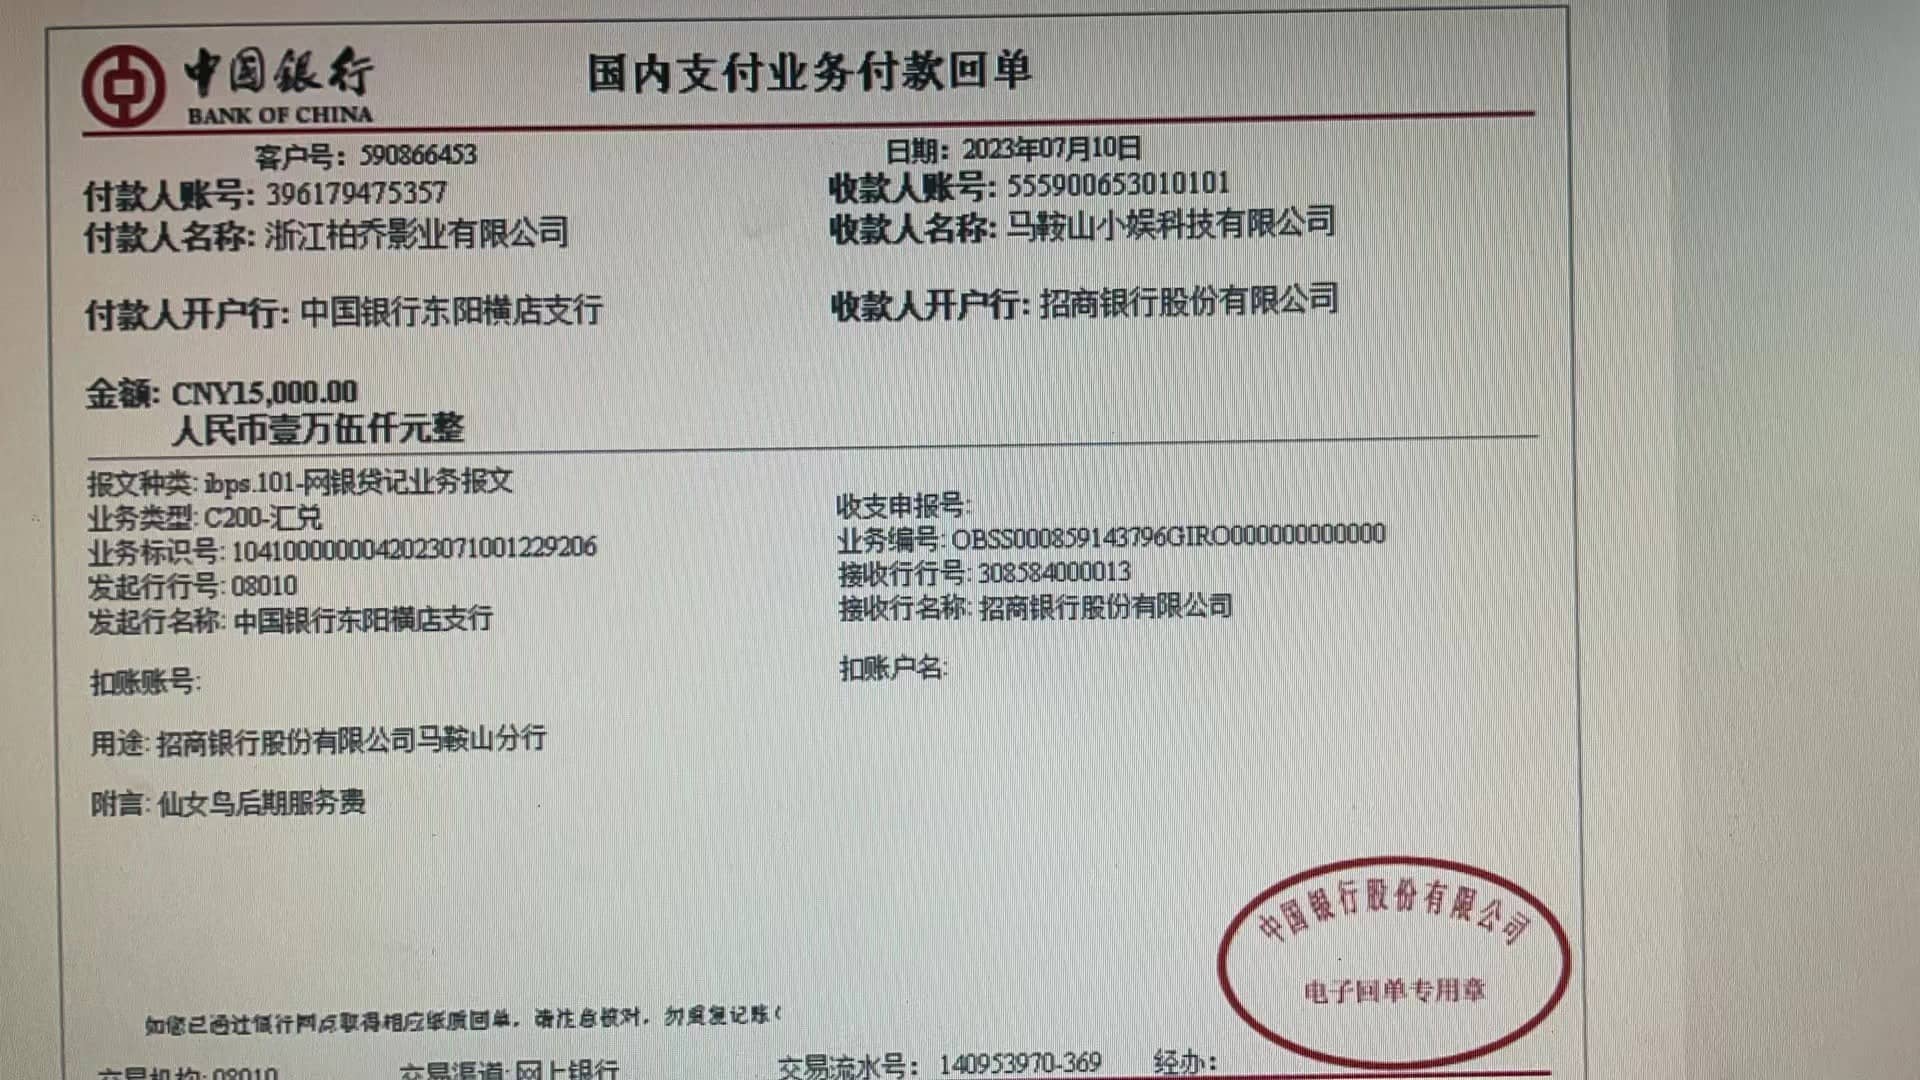 中国银行
BANK OF CHINA
国内支付业务付款回单
客户号：590866453
日期：2023年07月10日
付款人账号：396179475357
收款人账号：555900653010101
付款人名称：浙江柏乔影业有限公司
收款人名称：马鞍山小娱科技有限公司
付款人开户行：中国银行东阳横店支行
收款人开户行：招商银行股份有限公司
金额：CNY15,000.00
人民币壹万伍仟元整
报文种类：ibps.101-网银贷记业务报文
业务类型：C200-汇兑
收支申报号：
业务标识号：1041000000042023071001229206
业务编号：OBSS000859143796GIRO000000000000
发起行行号：08010
接收行行号：308584000013
发起行名称：中国银行东阳横店支行
接收行名称：招商银行股份有限公司
扣账账号：
扣账户名：
用途：招商银行股份有限公司马鞍山分行
附言：仙女鸟后期服务费
中国银行股份有限公司
电子回单专用章
如您已通过银行网点取得相应纸质回单，请注意核对，勿重复记账（
交易机构：08010
交易渠道：网上银行
交易流水号：140953970-369
经办：